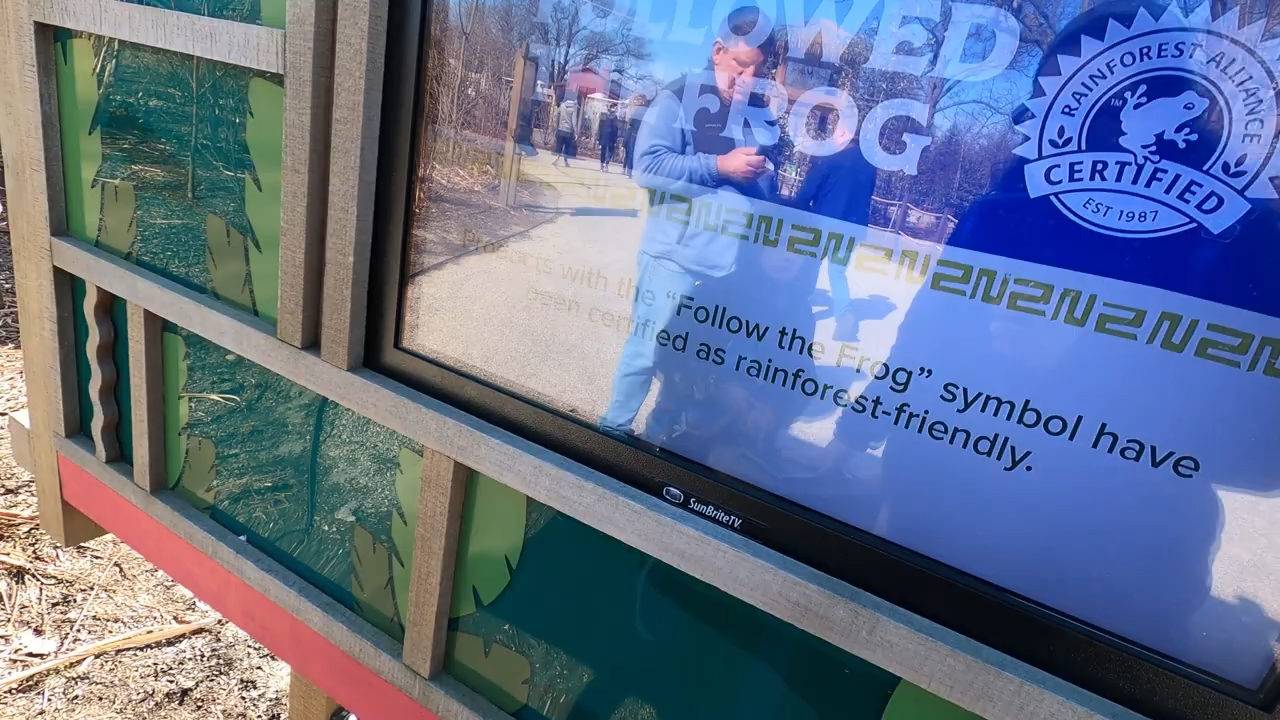 FOLLOWED
FROG
RAINFOREST ALLIANCE
TM
CERTIFIED
EST 1987
Products with the “Follow the Frog” symbol have
been certified as rainforest-friendly.
SunBriteTV